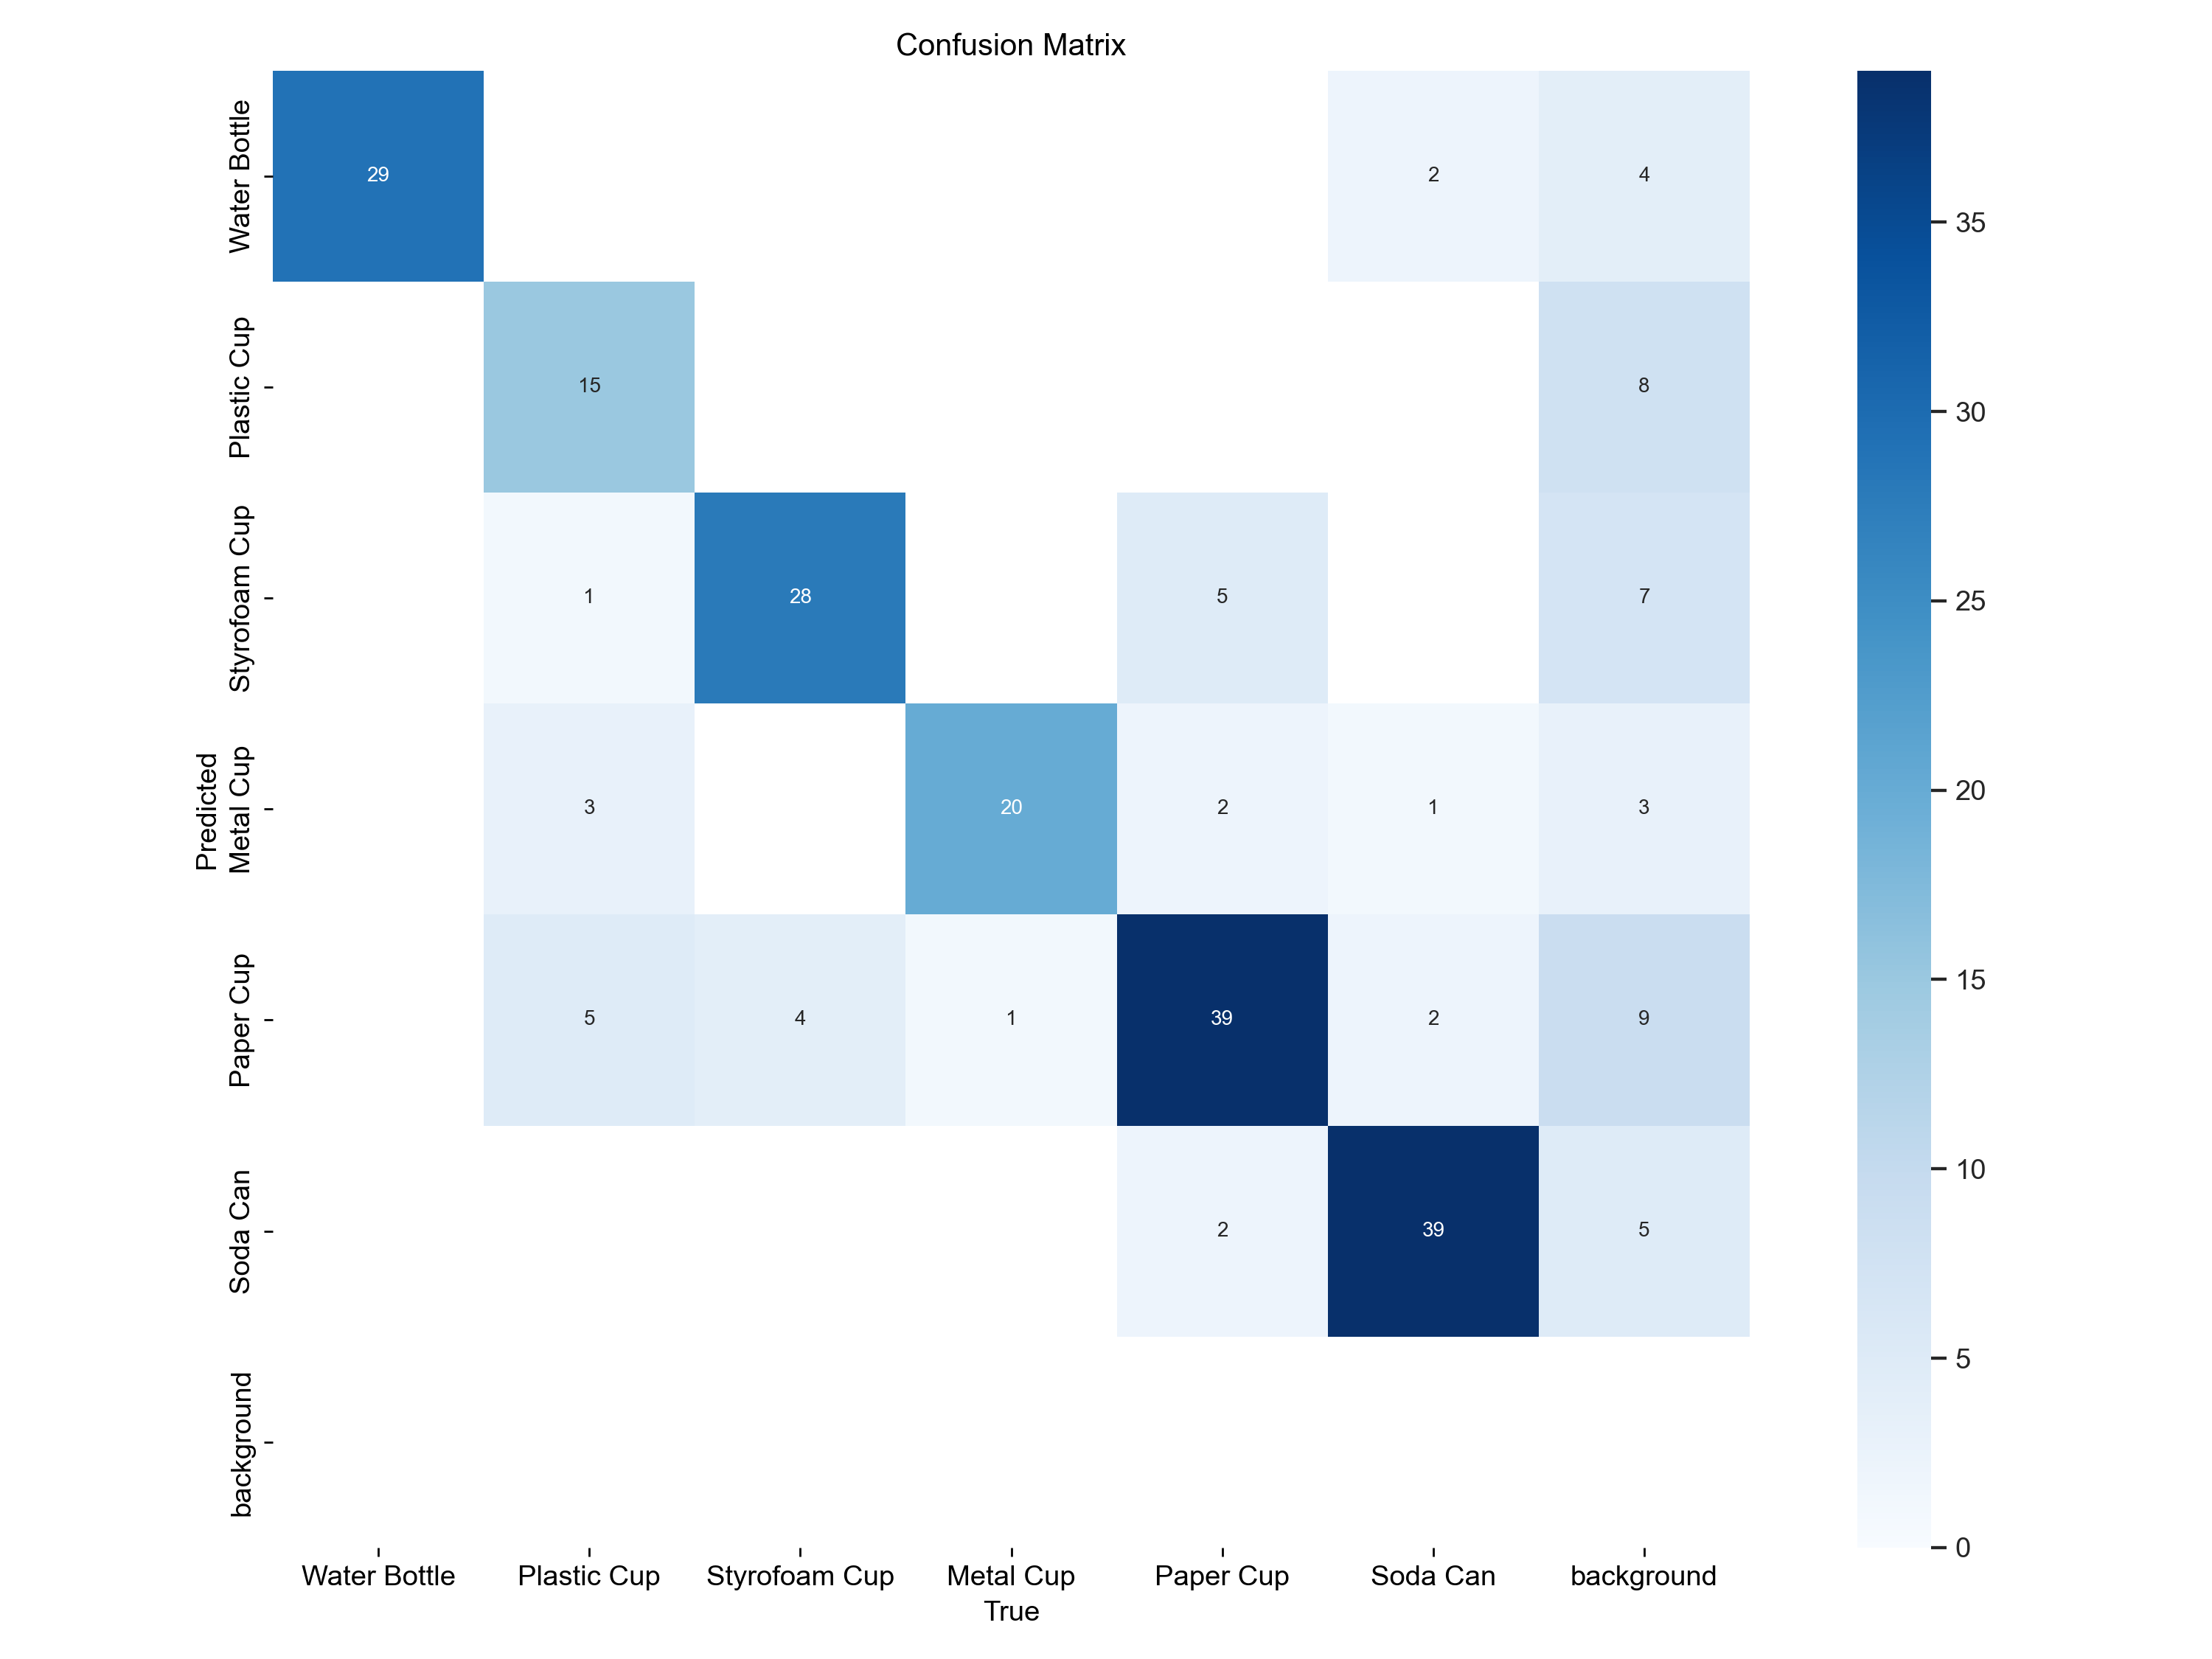 Confusion Matrix
Water Bottle
29
2
4
Plastic Cup
15
8
Styrofoam Cup
1
28
5
7
Predicted
Metal Cup
3
20
2
1
3
Paper Cup
5
4
1
39
2
9
Soda Can
2
39
5
background
Water Bottle
Plastic Cup
Styrofoam Cup
Metal Cup
Paper Cup
Soda Can
background
True
35
30
25
20
15
10
5
0